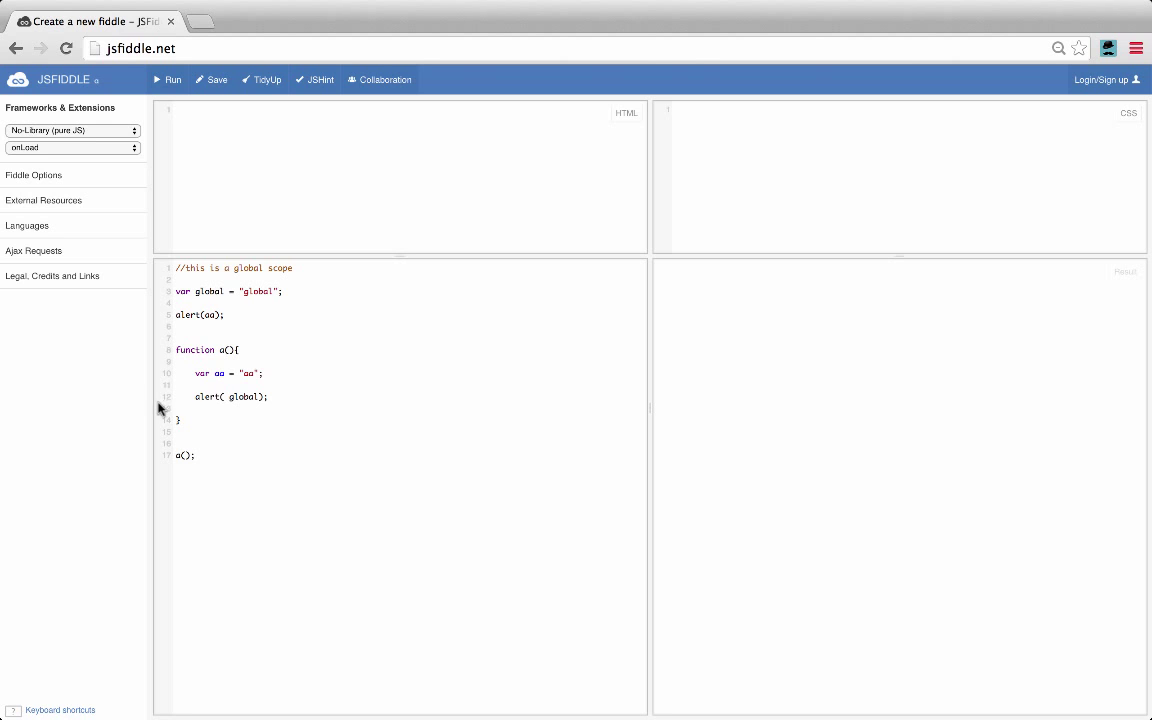 Create a new fiddle – JSFid
jsfiddle.net
JSFIDDLE α
Run
Save
TidyUp
JSHint
Collaboration
Login/Sign up
Frameworks & Extensions
No-Library (pure JS)
onLoad
Fiddle Options
External Resources
Languages
Ajax Requests
Legal, Credits and Links
1
HTML
1
CSS
1 //this is a global scope
2
3 var global = "global";
4
5 alert(aa);
6
7
8 function a(){
9
10 var aa = "aa";
11
12 alert( global);
14 }
15
16
17 a();
Result
? Keyboard shortcuts